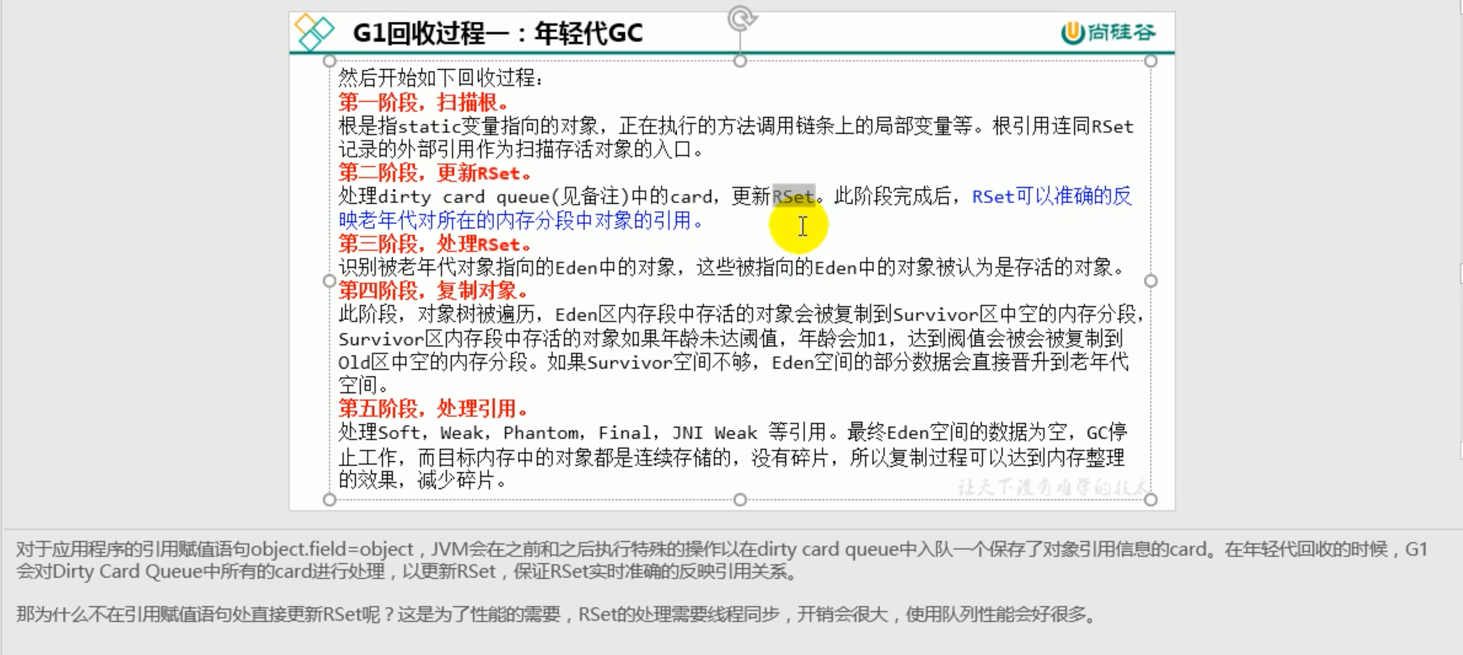 G1回收过程一：年轻代GC
尚硅谷
然后开始如下回收过程：
第一阶段，扫描根。
根是指static变量指向的对象，正在执行的方法调用链条上的局部变量等。根引用连同RSet
记录的外部引用作为扫描存活对象的入口。
第二阶段，更新RSet。
处理dirty card queue(见备注)中的card，更新RSet。此阶段完成后，RSet可以准确的反
映老年代对所在的内存分段中对象的引用。
第三阶段，处理RSet。
识别被老年代对象指向的Eden中的对象，这些被指向的Eden中的对象被认为是存活的对象。
第四阶段，复制对象。
此阶段，对象树被遍历，Eden区内存段中存活的对象会被复制到Survivor区中空的内存分段，
Survivor区内存段中存活的对象如果年龄未达阈值，年龄会加1，达到阀值会被会被复制到
Old区中空的内存分段。如果Survivor空间不够，Eden空间的部分数据会直接晋升到老年代
空间。
第五阶段，处理引用。
处理Soft，Weak，Phantom，Final，JNI Weak 等引用。最终Eden空间的数据为空，GC停
止工作，而目标内存中的对象都是连续存储的，没有碎片，所以复制过程可以达到内存整理
的效果，减少碎片。
让天下没有难学的技术
对于应用程序的引用赋值语句object.field=object，JVM会在之前和之后执行特殊的操作以在dirty card queue中入队一个保存了对象引用信息的card。在年轻代回收的时候，G1
会对Dirty Card Queue中所有的card进行处理，以更新RSet，保证RSet实时准确的反映引用关系。
那为什么不在引用赋值语句处直接更新RSet呢？这是为了性能的需要，RSet的处理需要线程同步，开销会很大，使用队列性能会好很多。